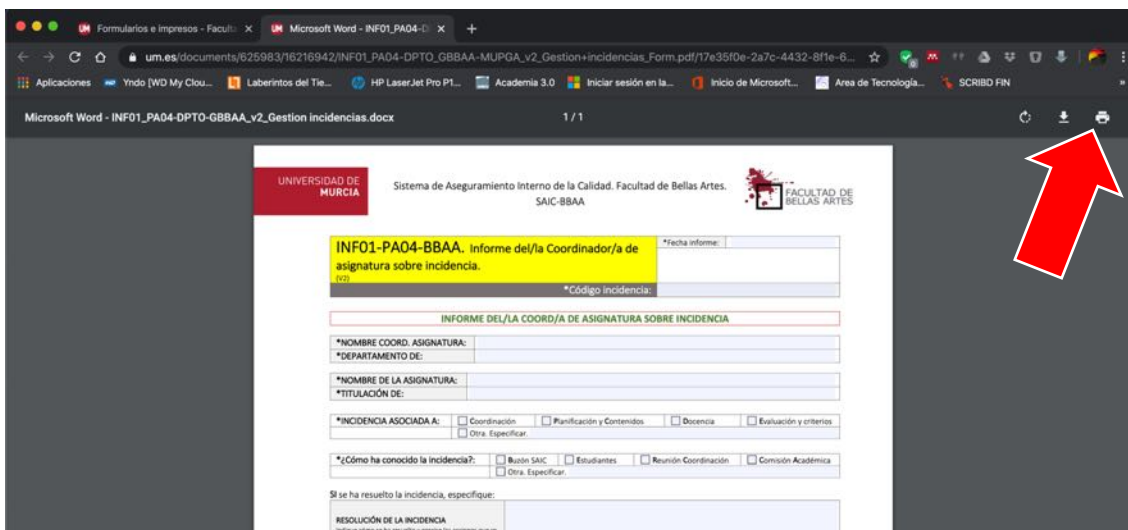 Formularios e impresos - Facult
Microsoft Word - INF01_PA04-D
um.es/documents/625983/16216942/INF01_PA04-DPTO_GBBAA-MUPGA_v2_Gestion+incidencias_Form.pdf/17e35f0e-2a7c-4432-8f1e-6...
Aplicaciones Yndo (WD My Clou... Laberintos del Tie... HP LaserJet Pro P1... Academia 3.0 Iniciar sesión en la... Inicio de Microsoft... Area de Tecnología... SCRIBD FIN
Microsoft Word - INF01_PA04-DPTO-GBBAA_v2_Gestion incidencias.docx 1 / 1
UNIVERSIDAD DE
MURCIA
Sistema de Aseguramiento Interno de la Calidad. Facultad de Bellas Artes.
SAIC-BBAA
FACULTAD DE
BELLAS ARTES
INF01-PA04-BBAA. Informe del/la Coordinador/a de
asignatura sobre incidencia.
(V2)
*Fecha informe:
*Código incidencia:
INFORME DEL/LA COORD/A DE ASIGNATURA SOBRE INCIDENCIA
*NOMBRE COORD. ASIGNATURA:
*DEPARTAMENTO DE:
*NOMBRE DE LA ASIGNATURA:
*TITULACIÓN DE:
*INCIDENCIA ASOCIADA A: Coordinación Planificación y Contenidos Docencia Evaluación y criterios
Otra. Especificar.
*¿Cómo ha conocido la incidencia?: Buzón SAIC Estudiantes Reunión Coordinación Comisión Académica
Otra. Especificar.
SI se ha resuelto la incidencia, especifique:
RESOLUCIÓN DE LA INCIDENCIA